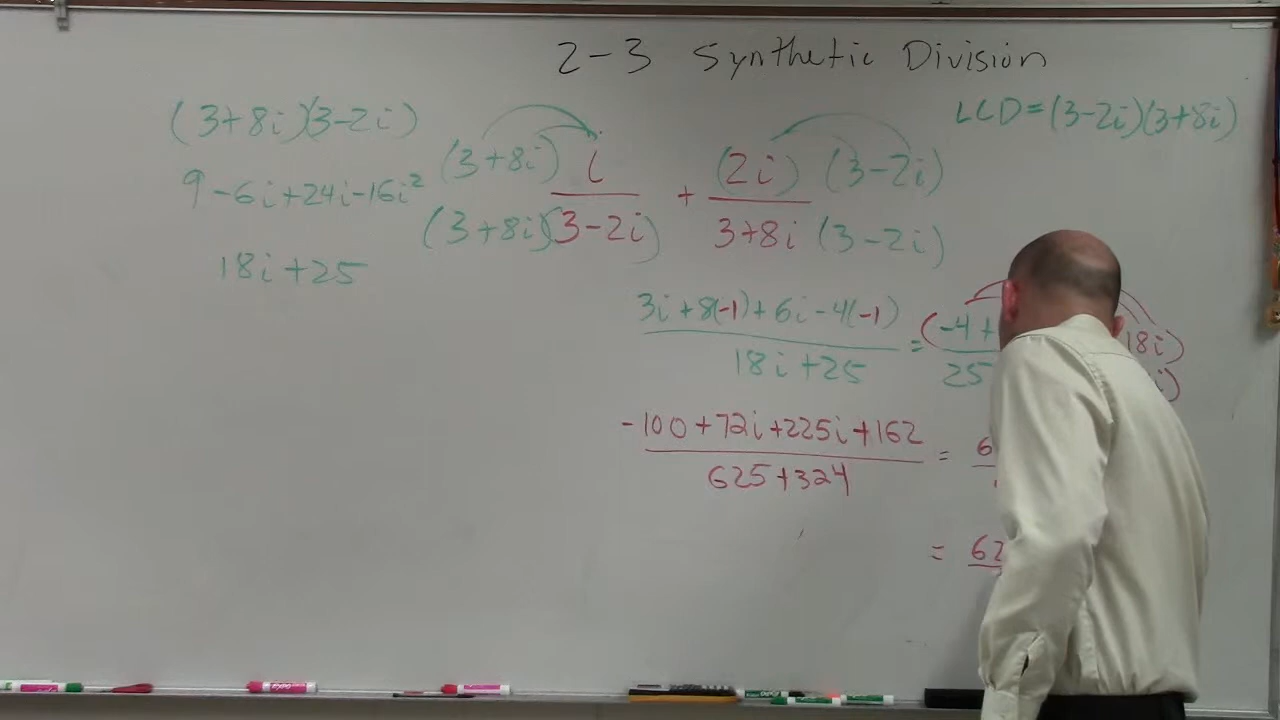 2-3 Synthetic Division
LCD=(3-2i)(3+8i)
(3+8i)(3-2i)
9-6i+24i-16i²
18i+25
(3+8i) i + (2i) (3-2i)
(3+8i)(3-2i) 3+8i (3-2i)
3i+8(-1)+6i-4(-1) = (-4+ 18i)
18i+25 25 i)
-100+72i+225i+162 = 6
625+324
= 62